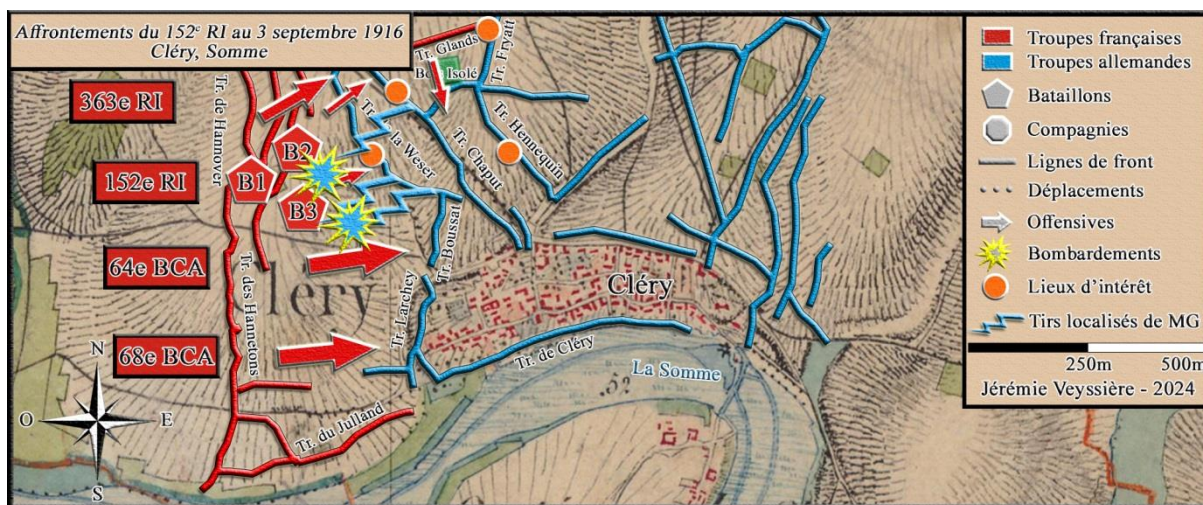 Affrontements du 152e RI au 3 septembre 1916
Cléry, Somme
363e RI
152e RI
64e BCA
68e BCA
N
O
E
S
Tr. de Hannover
Tr. des Hannetons
Tr. du Julland
B1
B2
B3
Tr. la Weser
Tr. Glands
Bois Isolé
Tr. Fryatt
Tr. Hennequin
Tr. Chaput
Tr. Boussat
Tr. Larchey
Cléry
Cléry
Tr. de Cléry
La Somme
Troupes françaises
Troupes allemandes
Bataillons
Compagnies
Lignes de front
Déplacements
Offensives
Bombardements
Lieux d'intérêt
Tirs localisés de MG
250m
500m
Jérémie Veyssière - 2024